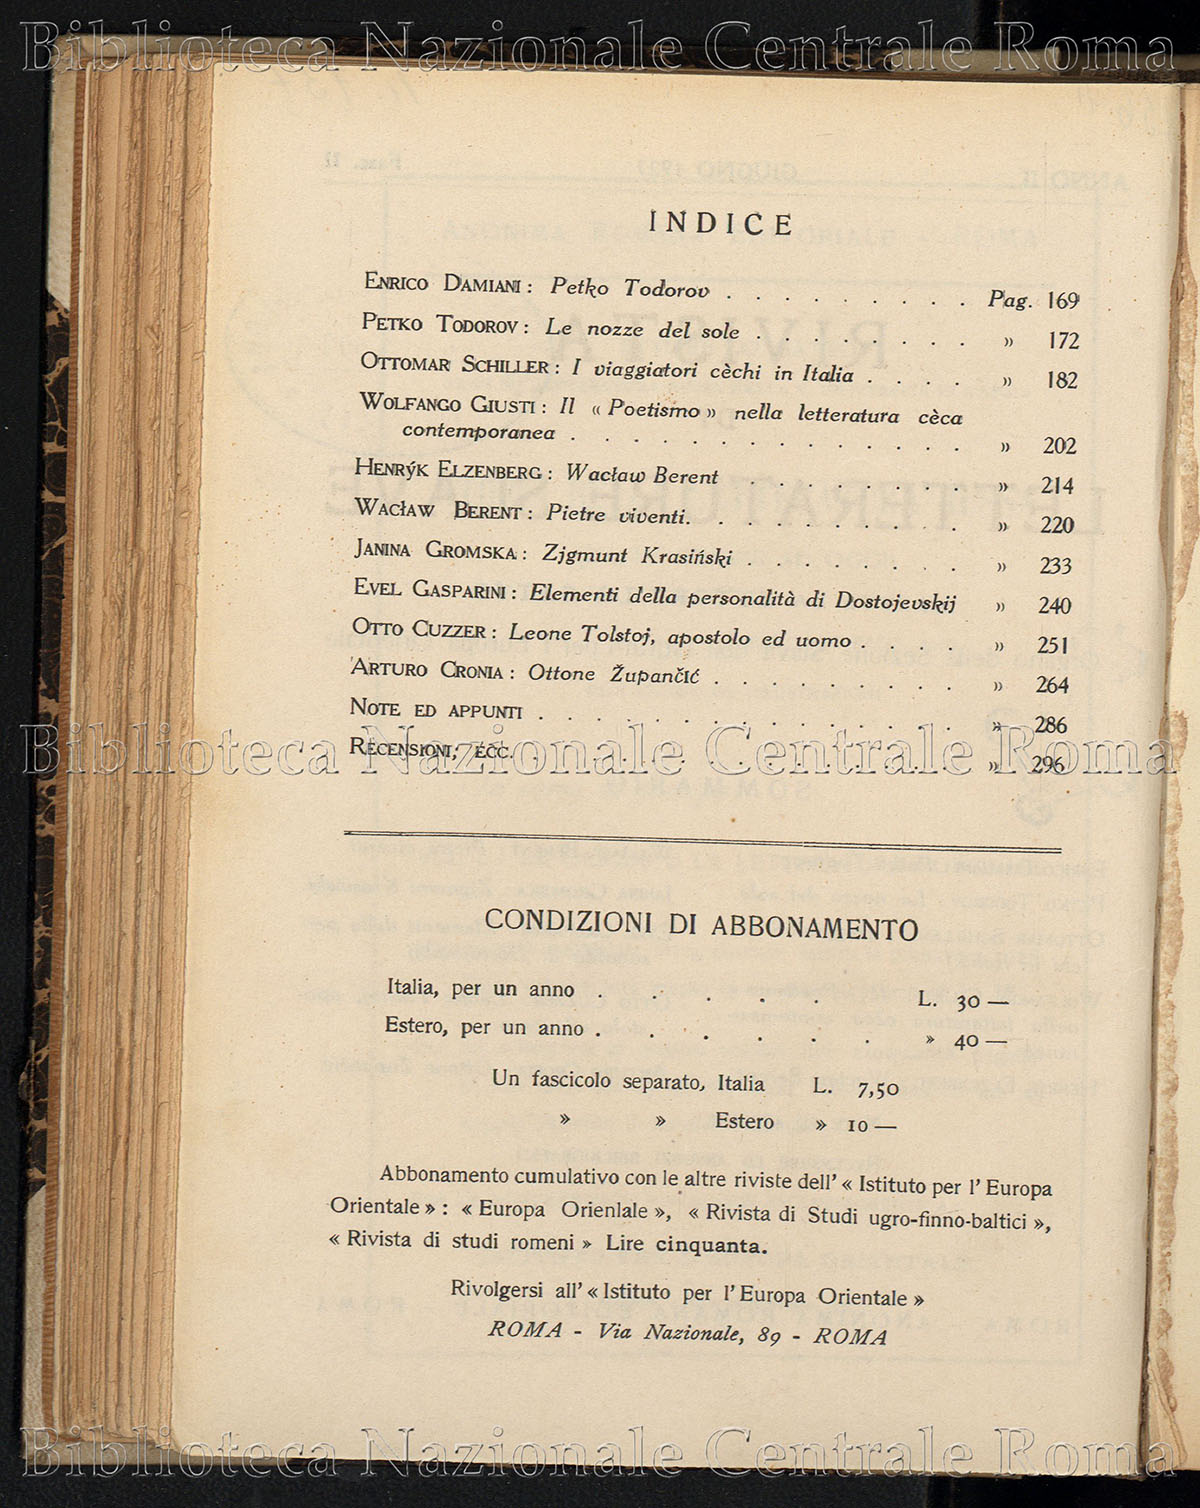 Biblioteca Nazionale Centrale Roma
INDICE
ENRICO DAMIANI: Petko Todorov . . . . . . . . . Pag. 169
PETKO TODOROV: Le nozze del sole . . . . . . . . » 172
OTTOMAR SCHILLER: I viaggiatori cèchi in Italia . . . . » 182
WOLFANGO GIUSTI: Il « Poetismo » nella letteratura cèca
contemporanea . . . . . . . . . . . . . . » 202
HENRÝK ELZENBERG: Wacław Berent . . . . . . . . » 214
WACŁAW BERENT: Pietre viventi. . . . . . . . . . » 220
JANINA GROMSKA: Zjgmunt Krasiński . . . . . . . . » 233
EVEL GASPARINI: Elementi della personalità di Dostojevskij » 240
OTTO CUZZER: Leone Tolstoj, apostolo ed uomo . . . . » 251
ARTURO CRONIA: Ottone Župančić . . . . . . . . . » 264
NOTE ED APPUNTI . . . . . . . . . . . . . . . » 286
RECENSIONI, ECC. . . . . . . . . . . . . . . . » 296
Biblioteca Nazionale Centrale Roma
CONDIZIONI DI ABBONAMENTO
Italia, per un anno . . . . . L. 30 —
Estero, per un anno . . . . . . » 40 —
Un fascicolo separato, Italia L. 7,50
» » Estero » 10 —
Abbonamento cumulativo con le altre riviste dell' « Istituto per l' Europa
Orientale » : « Europa Orienlale », « Rivista di Studi ugro-finno-baltici »,
« Rivista di studi romeni » Lire cinquanta.
Rivolgersi all' « Istituto per l'Europa Orientale »
ROMA - Via Nazionale, 89 - ROMA
Biblioteca Nazionale Centrale Roma